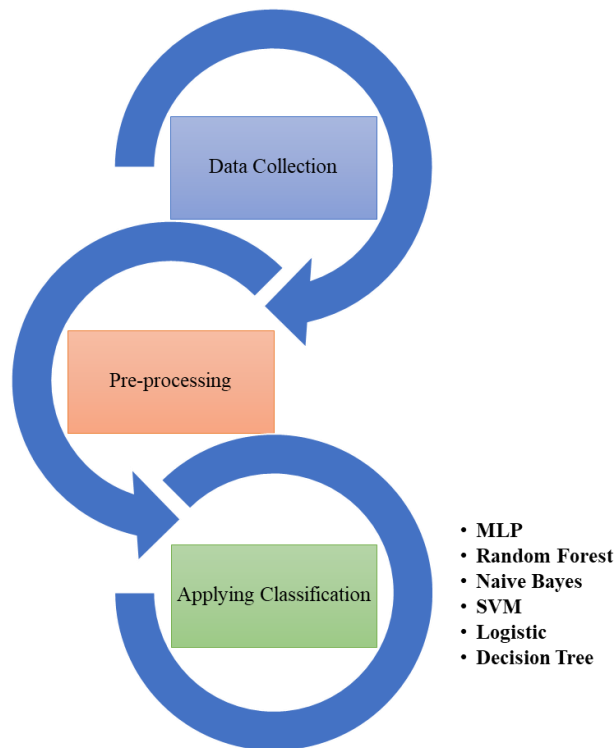 Data Collection
Pre-processing
Applying Classification
• MLP
• Random Forest
• Naive Bayes
• SVM
• Logistic
• Decision Tree